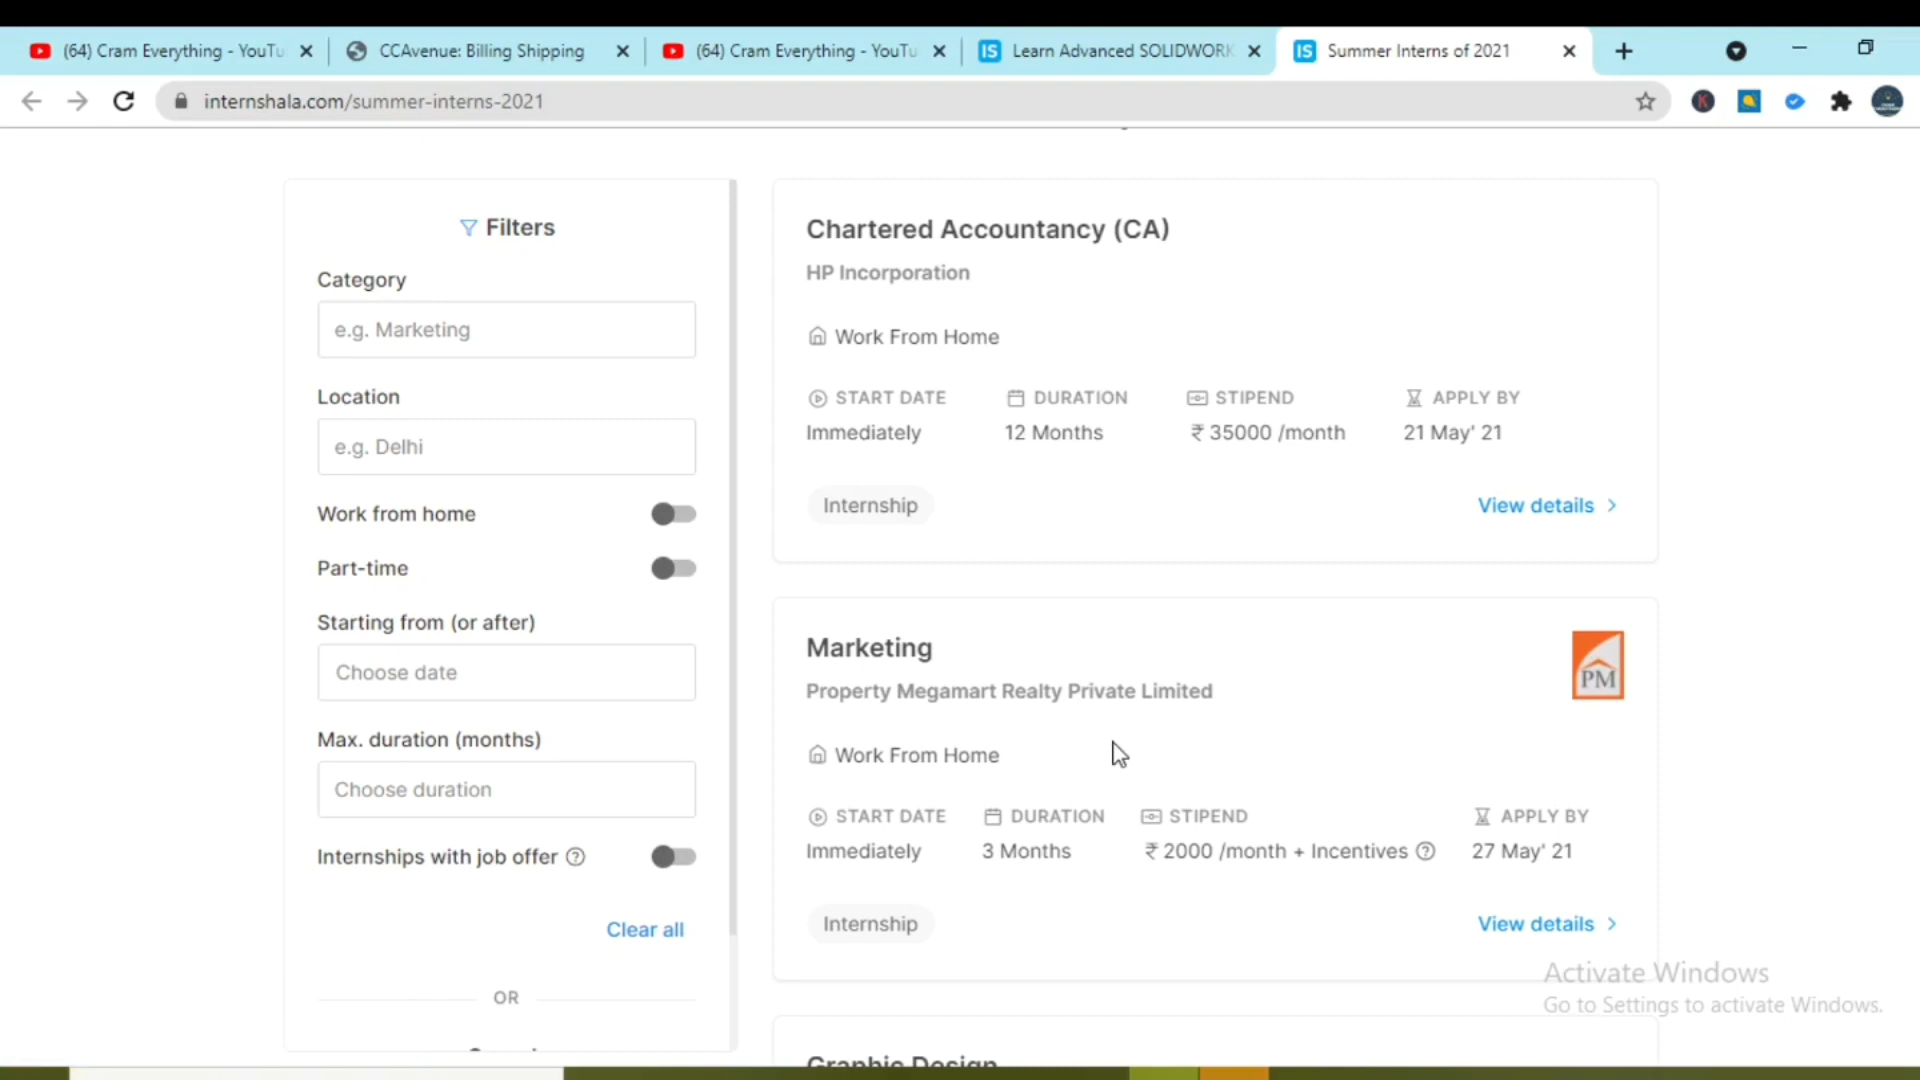 (64) Cram Everything - YouTu
CCAvenue: Billing Shipping
(64) Cram Everything - YouTu
IS Learn Advanced SOLIDWORK
IS Summer Interns of 2021
internshala.com/summer-interns-2021
Filters
Category
e.g. Marketing
Location
e.g. Delhi
Work from home
Part-time
Starting from (or after)
Choose date
Max. duration (months)
Choose duration
Internships with job offer
Clear all
OR
Chartered Accountancy (CA)
HP Incorporation
Work From Home
START DATE DURATION STIPEND APPLY BY
Immediately 12 Months ₹ 35000 /month 21 May' 21
Internship View details >
Marketing
PM
Property Megamart Realty Private Limited
Work From Home
START DATE DURATION STIPEND APPLY BY
Immediately 3 Months ₹ 2000 /month + Incentives 27 May' 21
Internship View details >
Graphic Design
Activate Windows
Go to Settings to activate Windows.